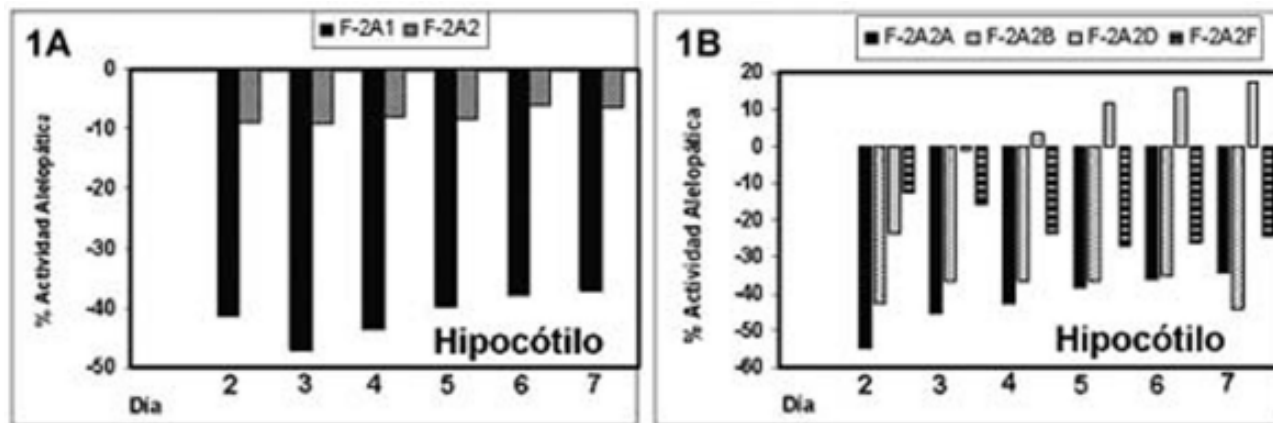 1A
F-2A1 F-2A2
% Actividad Alelopática
0
-10
-20
-30
-40
-50
Hipocótilo
2 3 4 5 6 7
Día
1B
F-2A2A F-2A2B F-2A2D F-2A2F
% Actividad Alelopática
20
10
0
-10
-20
-30
-40
-50
-60
Hipocótilo
2 3 4 5 6 7
Día